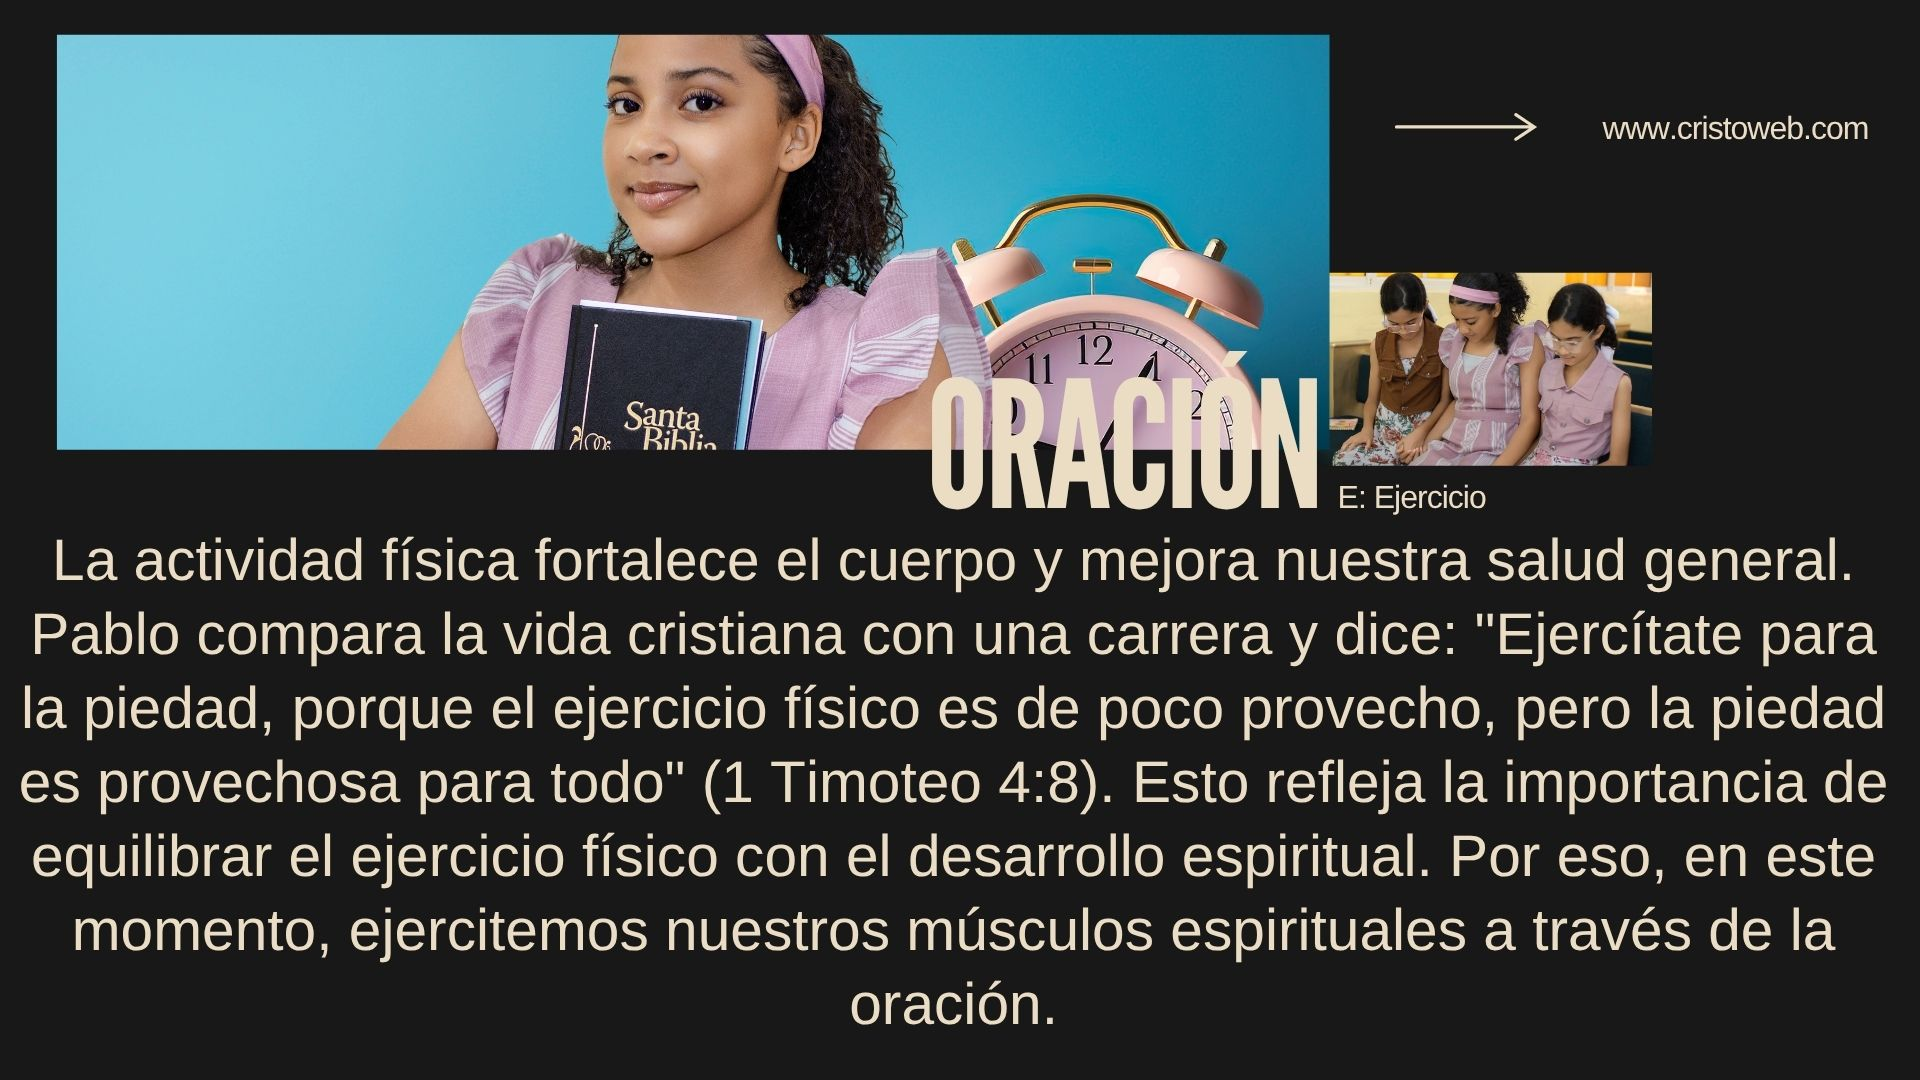 www.cristoweb.com
Santa
Biblia
11 12 1
2
ORACIÓN
E: Ejercicio
La actividad física fortalece el cuerpo y mejora nuestra salud general.
Pablo compara la vida cristiana con una carrera y dice: "Ejercítate para
la piedad, porque el ejercicio físico es de poco provecho, pero la piedad
es provechosa para todo" (1 Timoteo 4:8). Esto refleja la importancia de
equilibrar el ejercicio físico con el desarrollo espiritual. Por eso, en este
momento, ejercitemos nuestros músculos espirituales a través de la
oración.